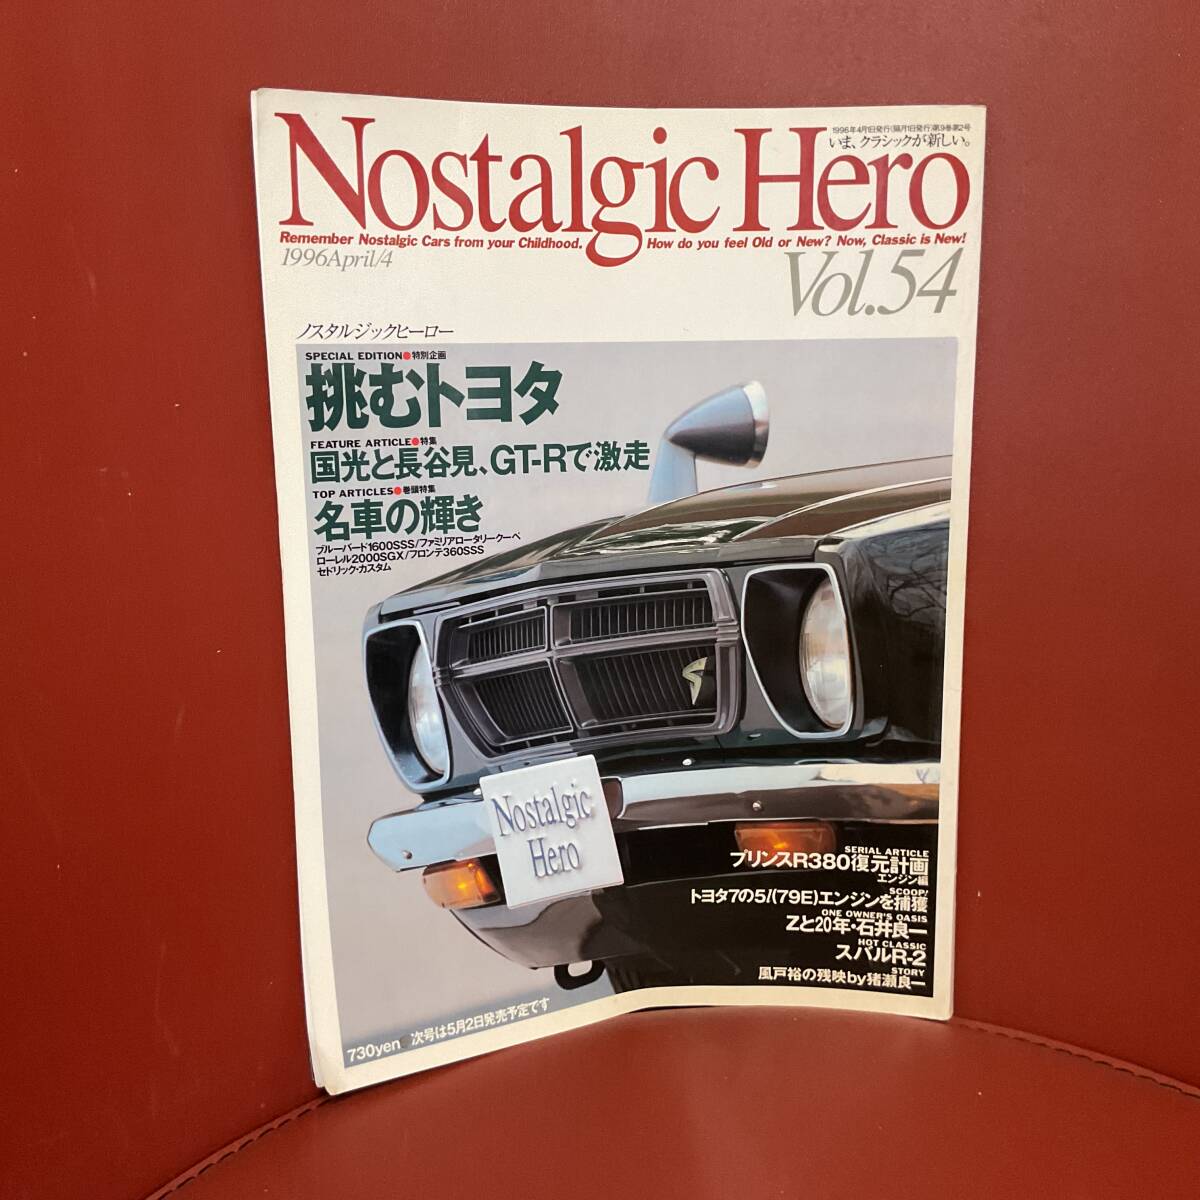 Nostalgic Hero
1996年4月1日発行(隔月1日発行)第9巻第2号
いま、クラシックが新しい。
Remember Nostalgic Cars from your Childhood. How do you feel Old or New? Now, Classic is New!
1996April/4
Vol.54
ノスタルジックヒーロー
SPECIAL EDITION●特別企画
挑むトヨタ
FEATURE ARTICLE●特集
国光と長谷見、GT-Rで激走
TOP ARTICLES●巻頭特集
名車の輝き
ブルーバード1600SSS/ファミリアロータリークーペ
ローレル2000SGX/フロンテ360SSS
セドリック・カスタム
Nostalgic
Hero
SERIAL ARTICLE
プリンスR380復元計画
エンジン編
SCOOP!
トヨタ7の5l(79E)エンジンを捕獲
ONE OWNER'S OASIS
Zと20年・石井良一
HOT CLASSIC
スバルR-2
STORY
風戸裕の残映by猪瀬良一
730yen●次号は5月2日発売予定です